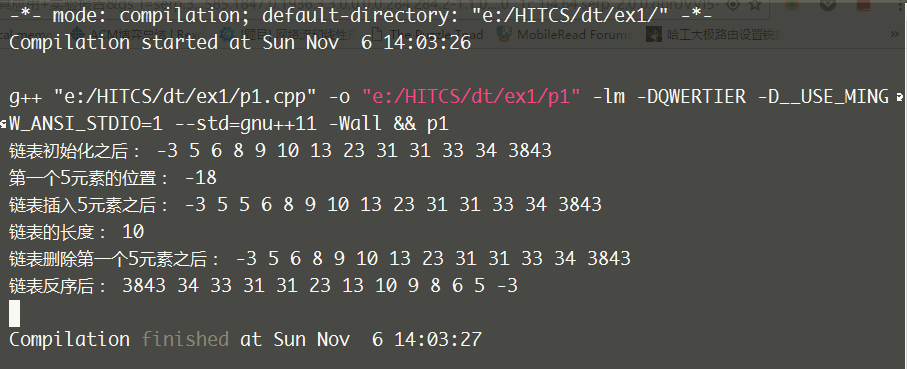 -*- mode: compilation; default-directory: "e:/HITCS/dt/ex1/" -*-
Compilation started at Sun Nov  6 14:03:26
g++ "e:/HITCS/dt/ex1/p1.cpp" -o "e:/HITCS/dt/ex1/p1" -lm -DQWERTIER -D__USE_MING
W_ANSI_STDIO=1 --std=gnu++11 -Wall && p1
链表初始化之后： -3 5 6 8 9 10 13 23 31 31 33 34 3843
第一个5元素的位置： -18
链表插入5元素之后： -3 5 5 6 8 9 10 13 23 31 31 33 34 3843
链表的长度： 10
链表删除第一个5元素之后： -3 5 6 8 9 10 13 23 31 31 33 34 3843
链表反序后： 3843 34 33 31 31 23 13 10 9 8 6 5 -3
Compilation finished at Sun Nov  6 14:03:27